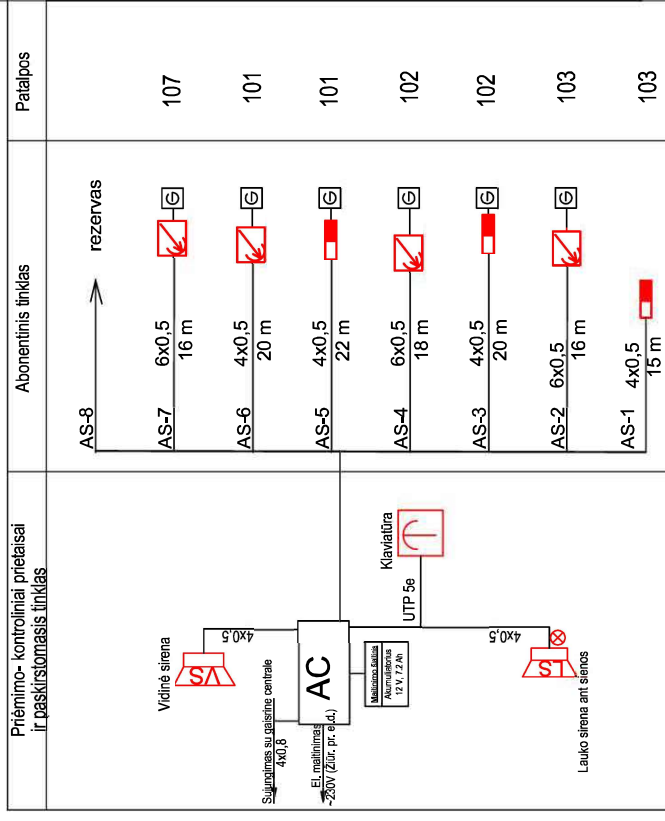 Priėmimo- kontroliniai prietaisai
ir paskirstomasis tinklas
Abonentinis tinklas
Patalpos
Vidinė sirena
VS
4x0,5
Sujungimas su gaisrine centrale
4x0,8
El. maitinimas
~230V (Žiūr. pr. e.d.)
AC
Maitinimo šaltinis
Akumuliatorius
12 V, 7.2 Ah
Klaviatūra
UTP 5e
4x0,5
LS
Lauko sirena ant sienos
AS-8
rezervas
AS-7
6x0,5
16 m
G
107
AS-6
4x0,5
20 m
G
101
AS-5
4x0,5
22 m
G
101
AS-4
6x0,5
18 m
G
102
AS-3
4x0,5
20 m
G
102
AS-2
6x0,5
16 m
G
103
AS-1
4x0,5
15 m
103